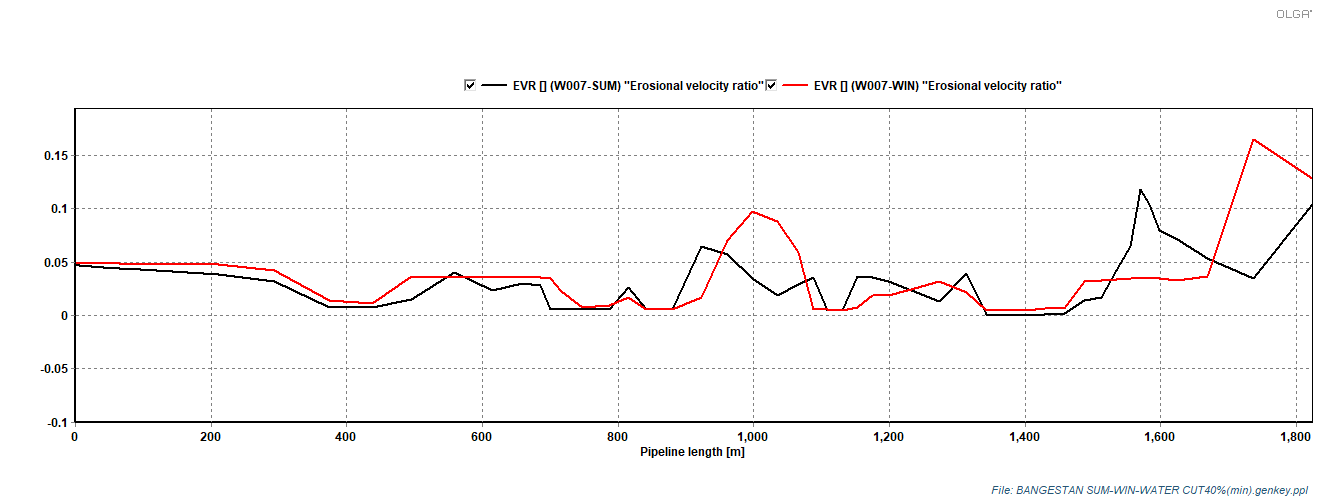 OLGA
EVR [] (W007-SUM) "Erosional velocity ratio" EVR [] (W007-WIN) "Erosional velocity ratio"
0.15
0.1
0.05
0
-0.05
-0.1
0 200 400 600 800 1,000 1,200 1,400 1,600 1,800
Pipeline length [m]
File: BANGESTAN SUM-WIN-WATER CUT40%(min).genkey.ppl